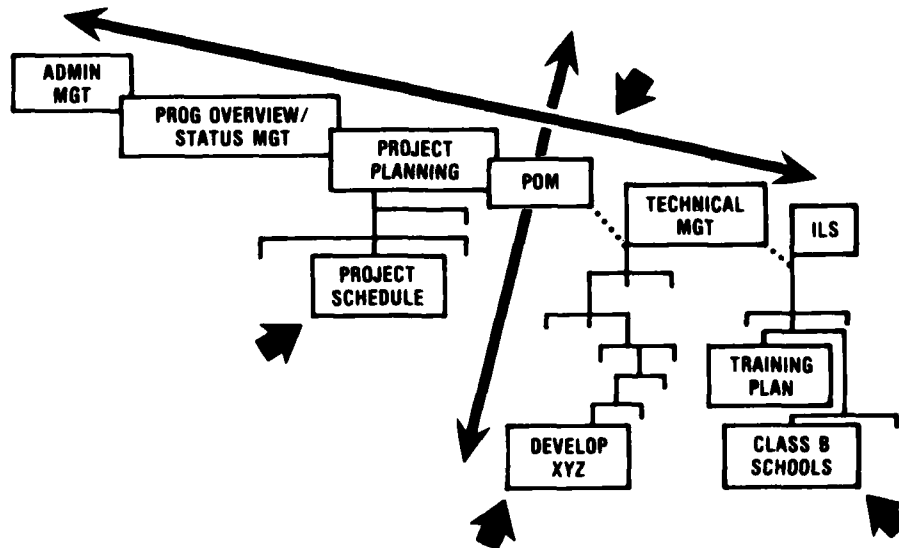 ADMIN
MGT
PROG OVERVIEW/
STATUS MGT
PROJECT
PLANNING
POM
TECHNICAL
MGT
ILS
PROJECT
SCHEDULE
TRAINING
PLAN
DEVELOP
XYZ
CLASS B
SCHOOLS